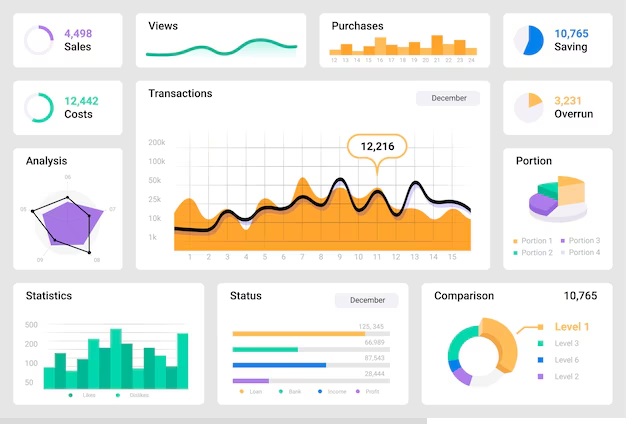 4,498
Sales
Views
Purchases
12 13 14 15 16 17 18 19 20 21 22 23 24
10,765
Saving
12,442
Costs
Transactions
December
200k
100k
50k
25k
10k
1k
12,216
1 2 3 4 5 6 7 8 9 10 11 12 13 14 15
3,231
Overrun
Analysis
06
05
07
09
08
Portion
Portion 1
Portion 3
Portion 2
Portion 4
Statistics
500
200
100
50
Likes
Dislikes
Status
December
125, 345
66,989
87,543
28,444
Loan
Bank
Income
Profit
Comparison
10,765
Level 1
Level 3
Level 6
Level 2